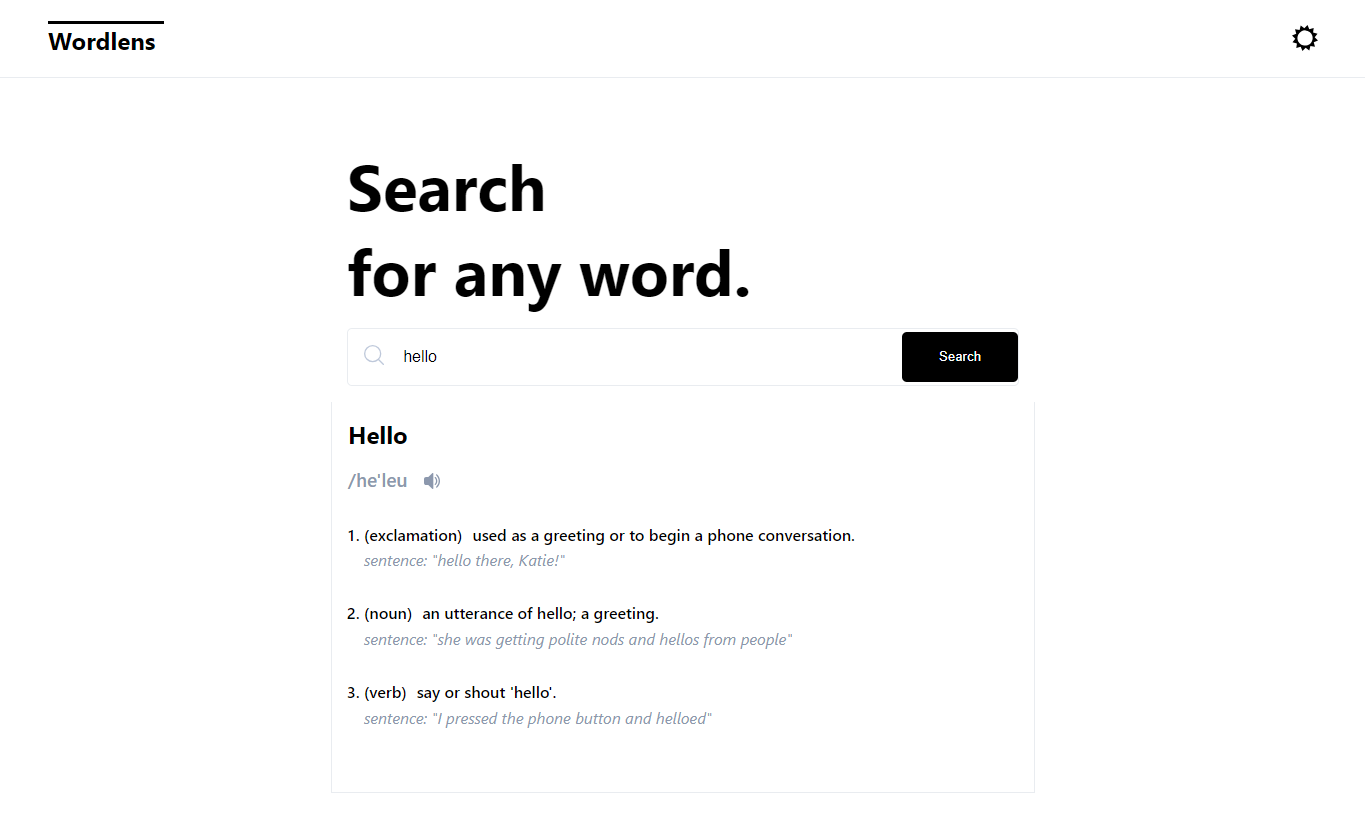 Wordlens
Search
for any word.
hello
Search
Hello
/he'leu
1. (exclamation) used as a greeting or to begin a phone conversation.
sentence: "hello there, Katie!"
2. (noun) an utterance of hello; a greeting.
sentence: "she was getting polite nods and hellos from people"
3. (verb) say or shout 'hello'.
sentence: "I pressed the phone button and helloed"